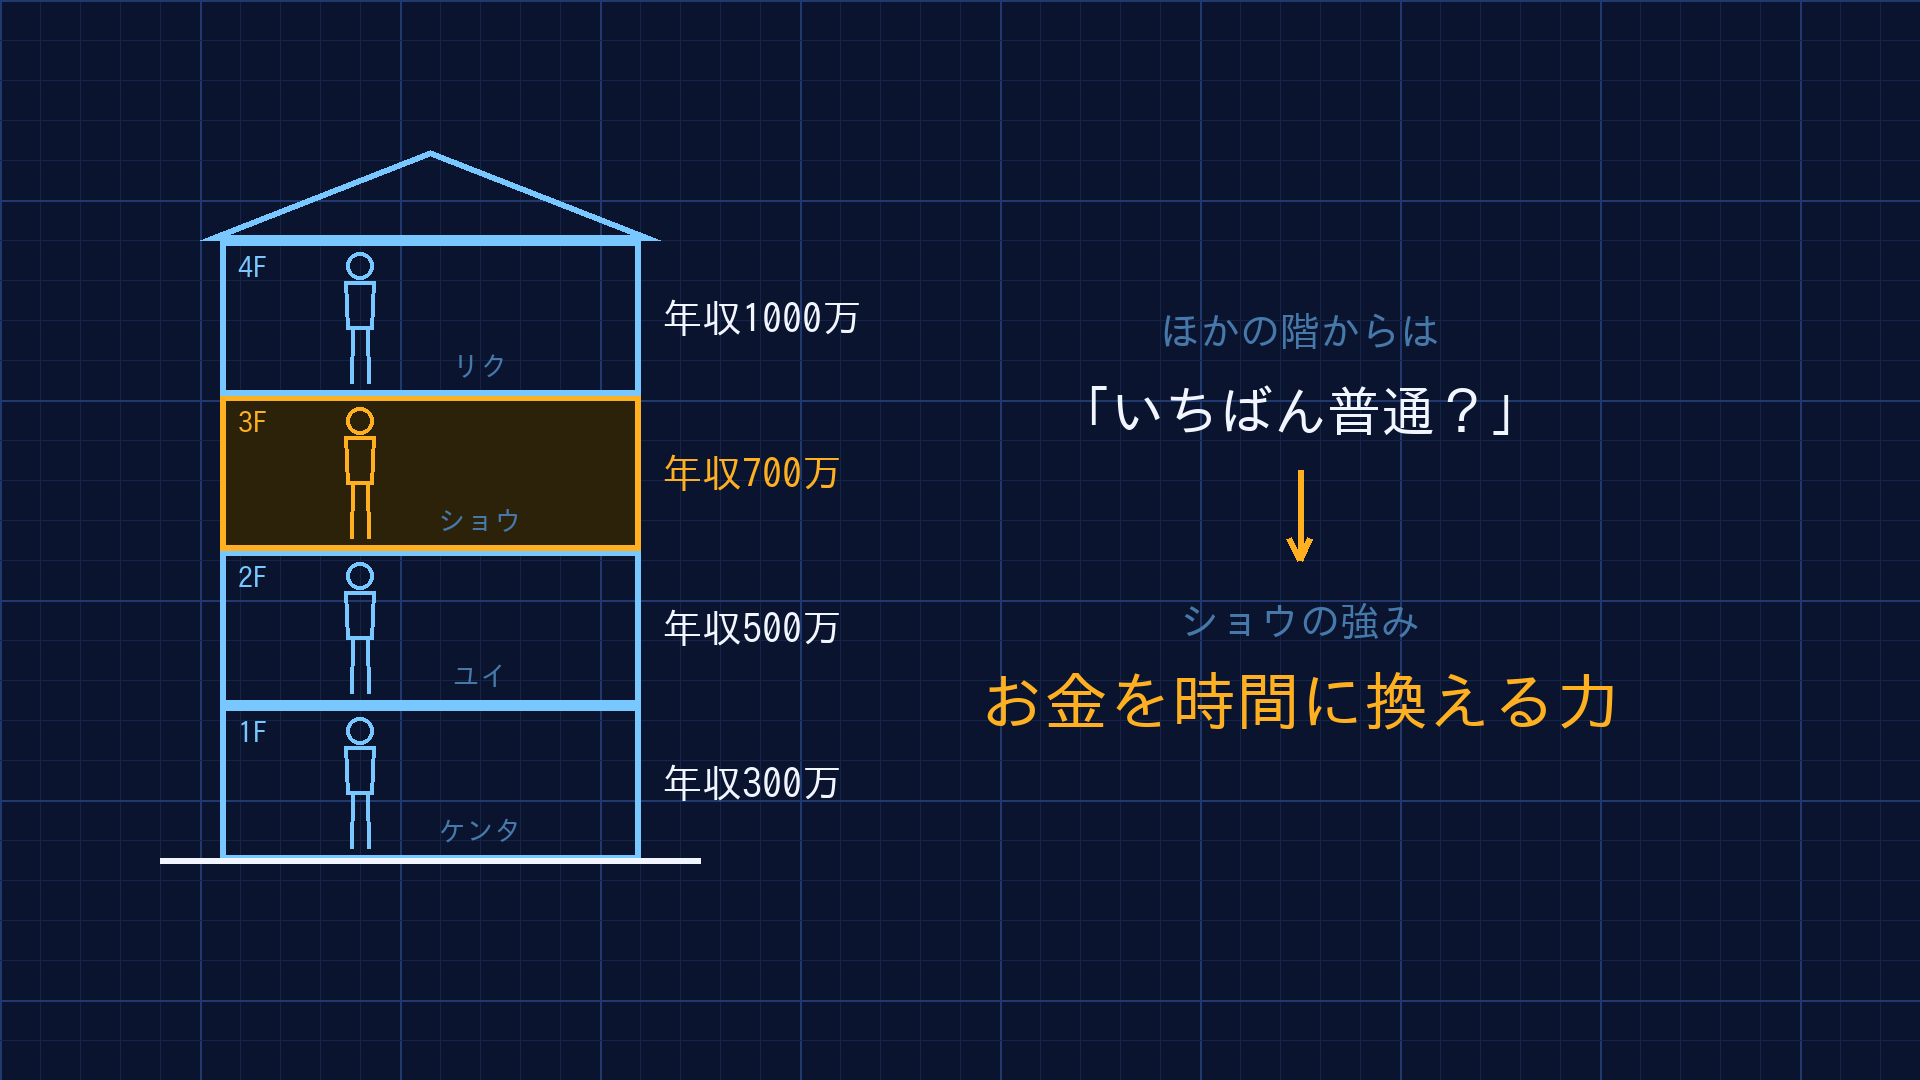 4F
リク
年収1000万
3F
ショウ
年収700万
2F
ユイ
年収500万
1F
ケンタ
年収300万
ほかの階からは
「いちばん普通？」
ショウの強み
お金を時間に換える力